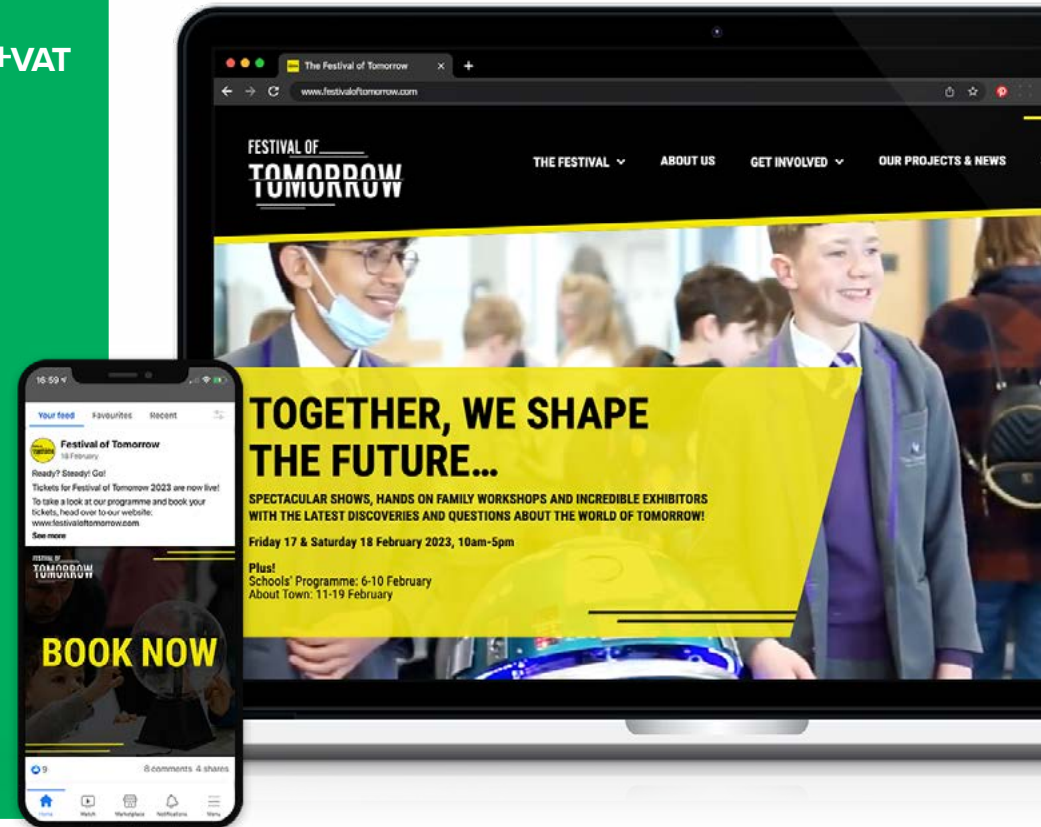 +VAT
The Festival of Tomorrow
www.festivaloftomorrow.com
FESTIVAL OF
TOMORROW
THE FESTIVAL
ABOUT US
GET INVOLVED
OUR PROJECTS & NEWS
TOGETHER, WE SHAPE
THE FUTURE...
SPECTACULAR SHOWS, HANDS ON FAMILY WORKSHOPS AND INCREDIBLE EXHIBITORS
WITH THE LATEST DISCOVERIES AND QUESTIONS ABOUT THE WORLD OF TOMORROW!
Friday 17 & Saturday 18 February 2023, 10am-5pm
Plus!
Schools' Programme: 6-10 February
About Town: 11-19 February
16:59
Your feed Favourites Recent
Festival of Tomorrow
18 February
Ready? Steady! Go!
Tickets for Festival of Tomorrow 2023 are now live!
To take a look at our programme and book your
tickets, head over to our website:
www.festivaloftomorrow.com
See more
FESTIVAL OF
TOMORROW
BOOK NOW
9 8 comments 4 shares
Home Watch Marketplace Notifications Menu